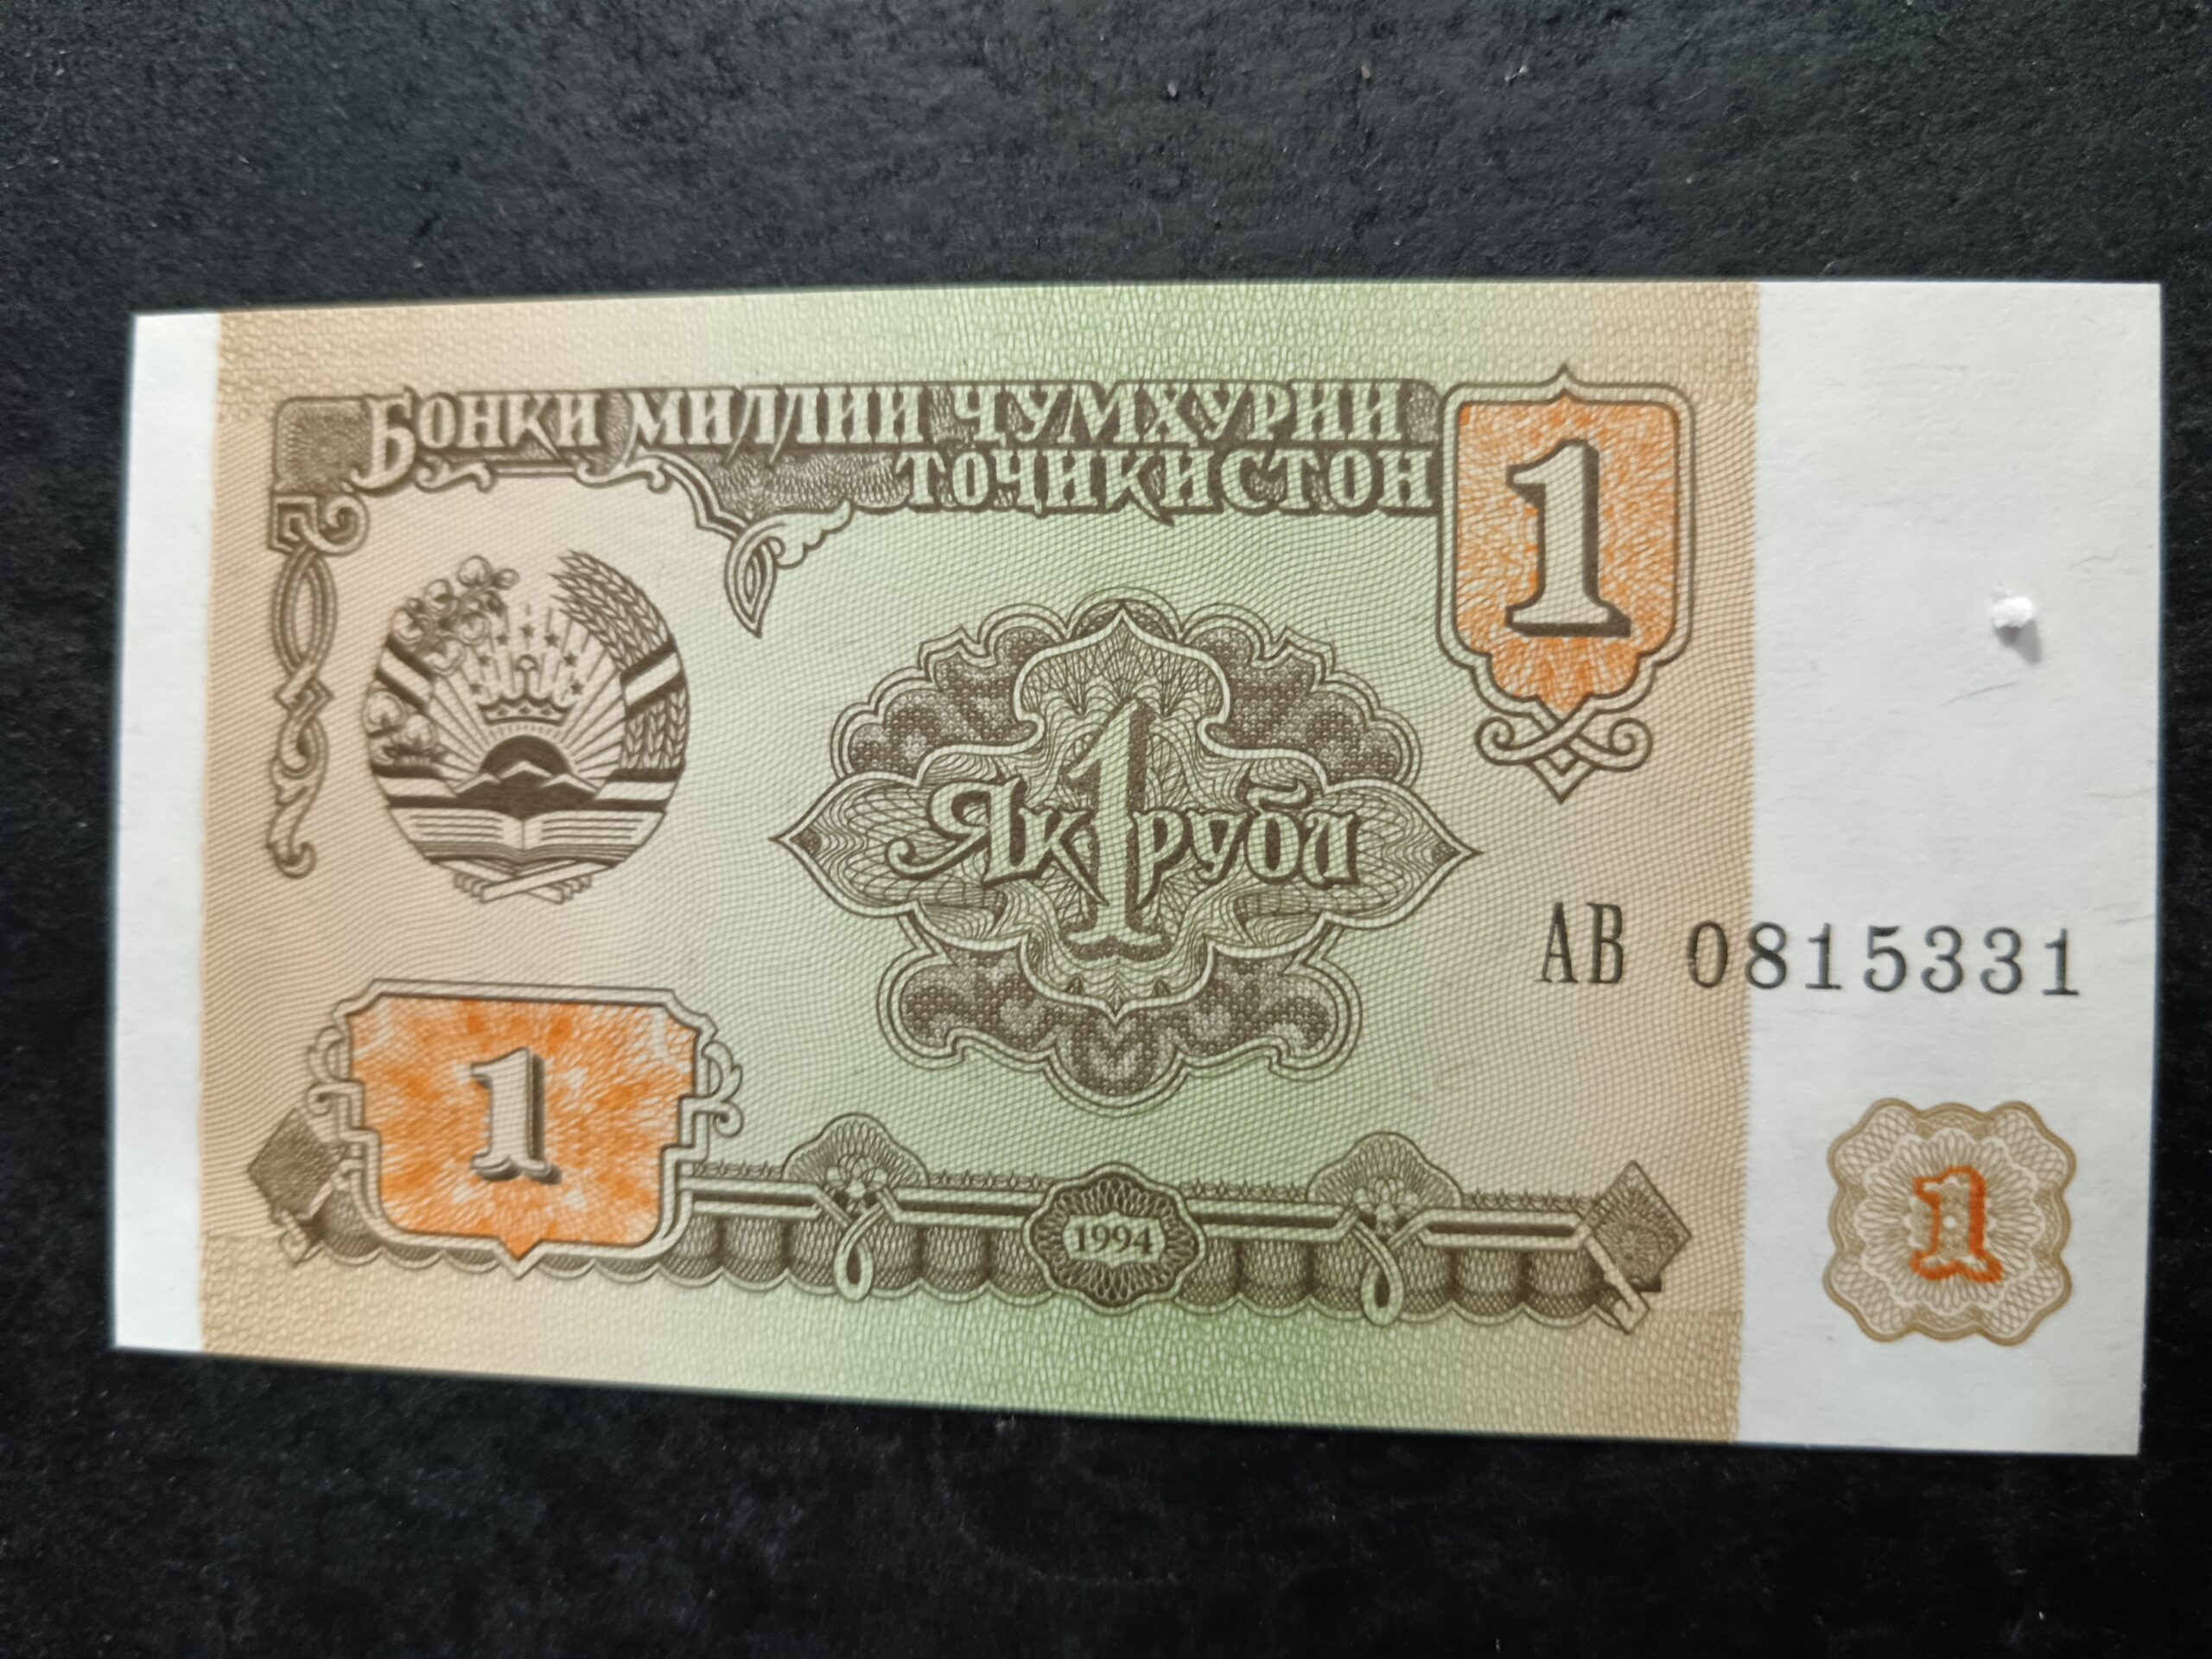 БОНКИ МИЛЛИИ ҶУМҲУРИИ
ТОҶИКИСТОН
1
1
Як рубл
АВ 0815331
1
1994
1